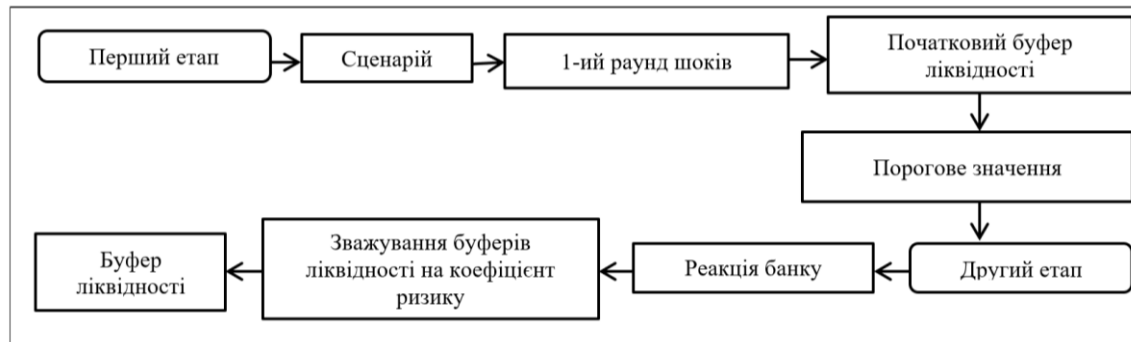 Перший етап
Сценарій
1-ий раунд шоків
Початковий буфер
ліквідності
Порогове значення
Другий етап
Реакція банку
Зважування буферів
ліквідності на коефіцієнт
ризику
Буфер
ліквідності